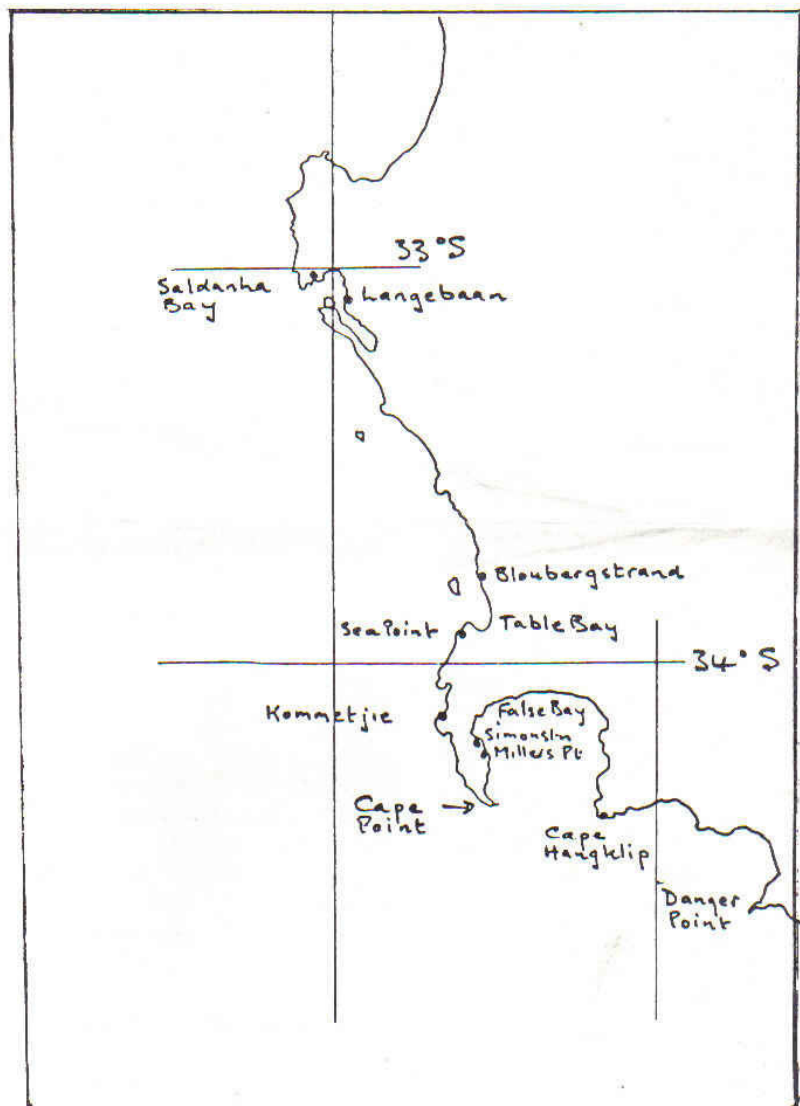 33°S
Saldanha
Bay
Langebaan
Bloubergstrand
Sea Point
Table Bay
34°S
Kommetjie
False Bay
Simonstn
Millers Pt
Cape
Point
Cape
Hangklip
Danger
Point